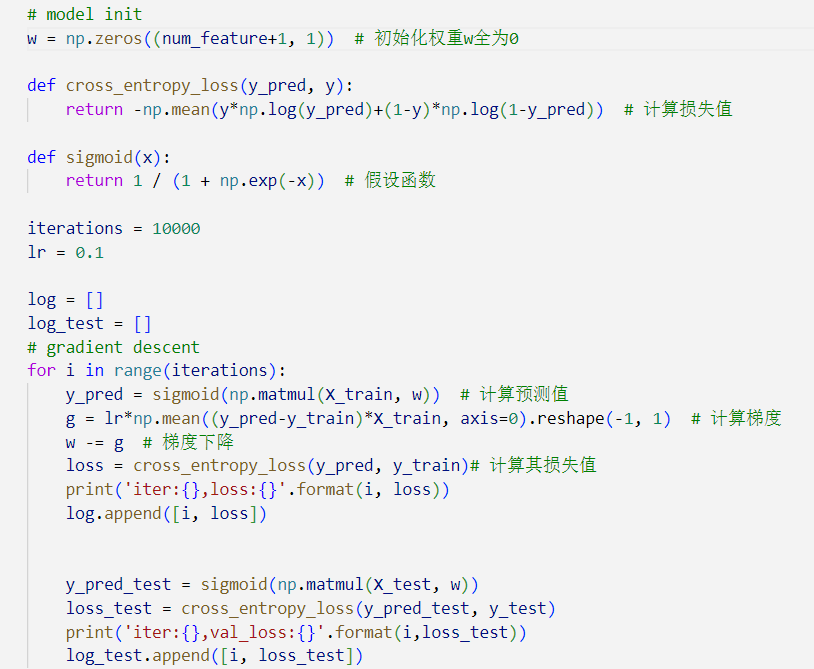 # model init
w = np.zeros((num_feature+1, 1))  # 初始化权重w全为0
def cross_entropy_loss(y_pred, y):
    return -np.mean(y*np.log(y_pred)+(1-y)*np.log(1-y_pred))  # 计算损失值
def sigmoid(x):
    return 1 / (1 + np.exp(-x))  # 假设函数
iterations = 10000
lr = 0.1
log = []
log_test = []
# gradient descent
for i in range(iterations):
    y_pred = sigmoid(np.matmul(X_train, w))  # 计算预测值
    g = lr*np.mean((y_pred-y_train)*X_train, axis=0).reshape(-1, 1)  # 计算梯度
    w -= g  # 梯度下降
    loss = cross_entropy_loss(y_pred, y_train)# 计算其损失值
    print('iter:{},loss:{}'.format(i, loss))
    log.append([i, loss])
    y_pred_test = sigmoid(np.matmul(X_test, w))
    loss_test = cross_entropy_loss(y_pred_test, y_test)
    print('iter:{},val_loss:{}'.format(i,loss_test))
    log_test.append([i, loss_test])